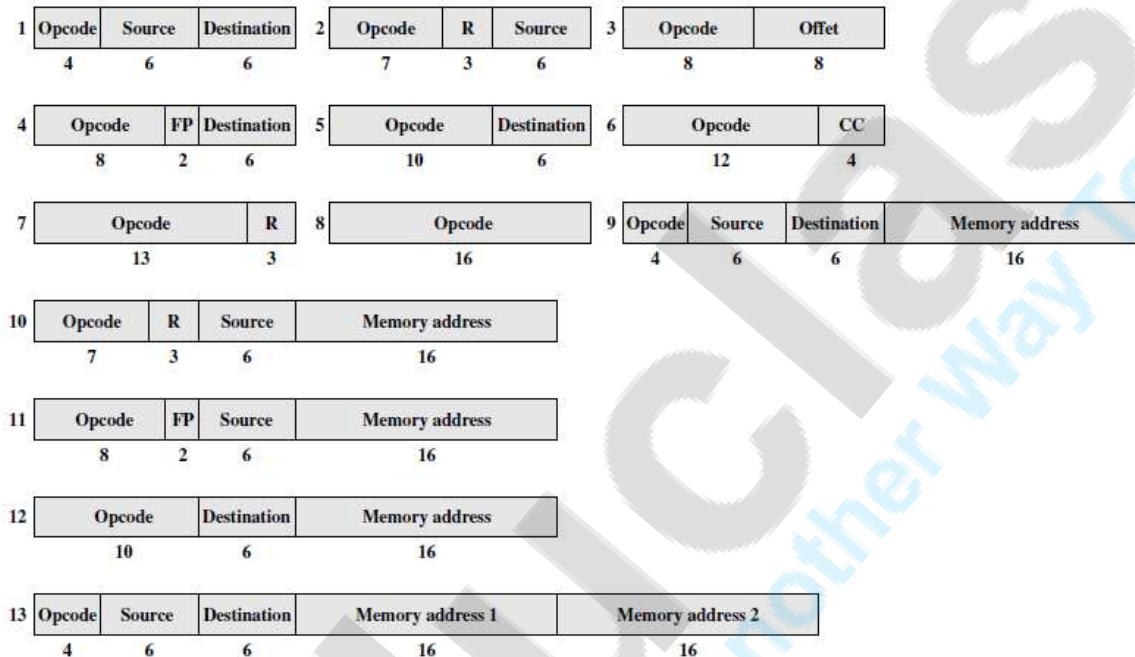 1 Opcode Source Destination 2 Opcode R Source 3 Opcode Offet
4 6 6 7 3 6 8 8
4 Opcode FP Destination 5 Opcode Destination 6 Opcode CC
8 2 6 10 6 12 4
7 Opcode R 8 Opcode 9 Opcode Source Destination Memory address
13 3 16 4 6 6 16
10 Opcode R Source Memory address
7 3 6 16
11 Opcode FP Source Memory address
8 2 6 16
12 Opcode Destination Memory address
10 6 16
13 Opcode Source Destination Memory address 1 Memory address 2
4 6 6 16 16